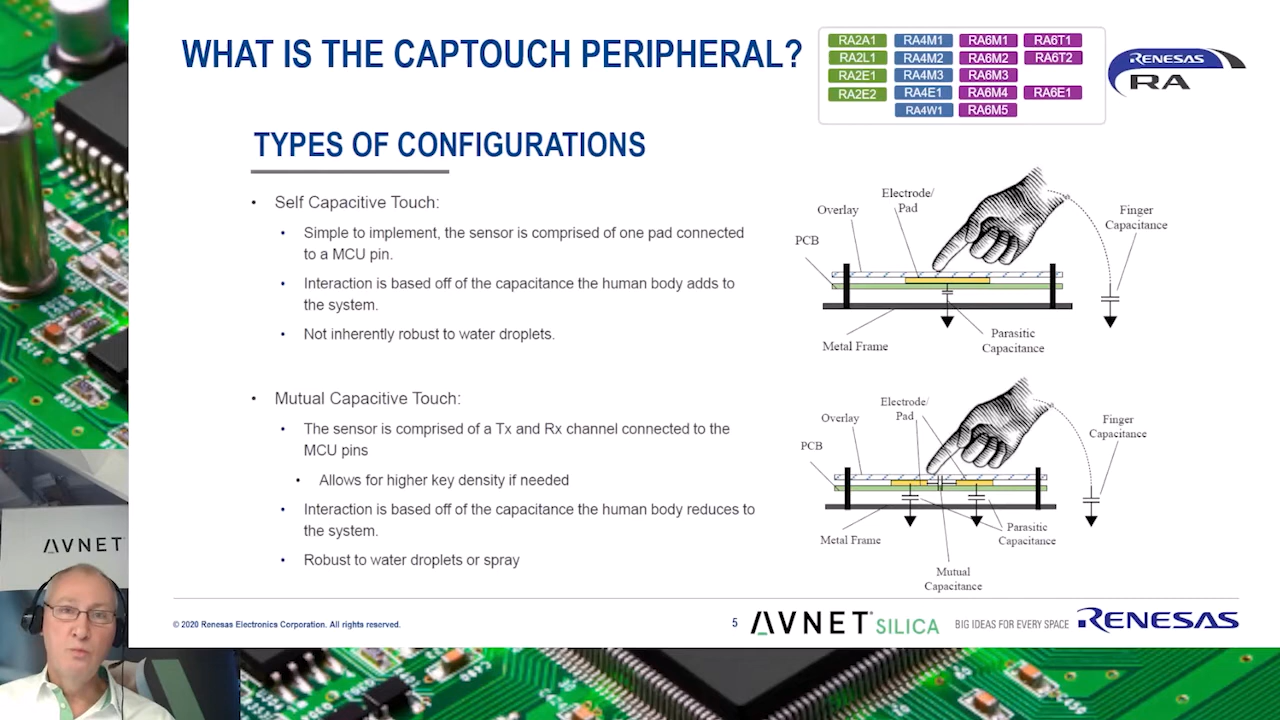 WHAT IS THE CAPTOUCH PERIPHERAL?
RA2A1 RA4M1 RA6M1 RA6T1
RA2L1 RA4M2 RA6M2 RA6T2
RA2E1 RA4M3 RA6M3
RA2E2 RA4E1 RA6M4 RA6E1
RA4W1 RA6M5
RENESAS
RA
TYPES OF CONFIGURATIONS
• Self Capacitive Touch:
• Simple to implement, the sensor is comprised of one pad connected
to a MCU pin.
• Interaction is based off of the capacitance the human body adds to
the system.
• Not inherently robust to water droplets.
Electrode/
Pad
Overlay
PCB
Finger
Capacitance
Metal Frame
Parasitic
Capacitance
• Mutual Capacitive Touch:
• The sensor is comprised of a Tx and Rx channel connected to the
MCU pins
• Allows for higher key density if needed
• Interaction is based off of the capacitance the human body reduces to
the system.
• Robust to water droplets or spray
Electrode/
Pad
Overlay
PCB
Finger
Capacitance
Metal Frame
Parasitic
Capacitance
Mutual
Capacitance
AVNET
© 2020 Renesas Electronics Corporation. All rights reserved.
5
AVNET® SILICA
BIG IDEAS FOR EVERY SPACE
RENESAS